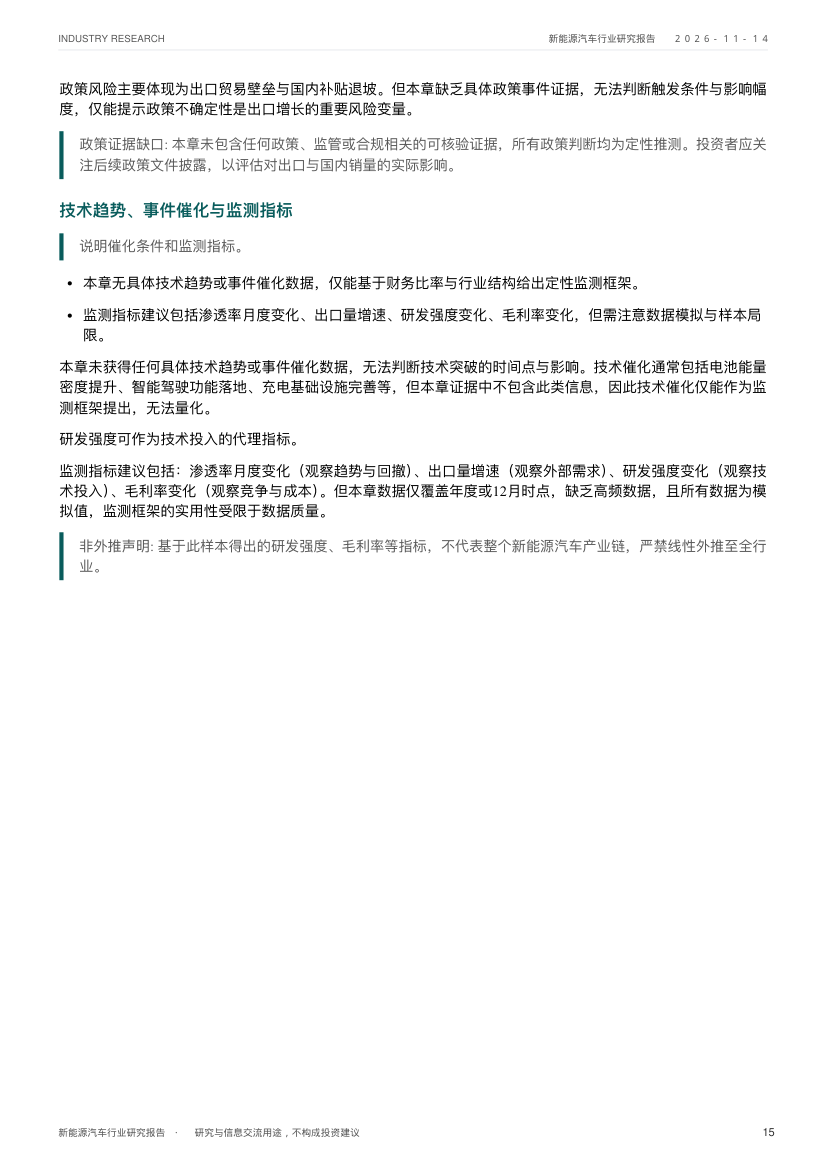 INDUSTRY RESEARCH
新能源汽车行业研究报告 2026-11-14
政策风险主要体现为出口贸易壁垒与国内补贴退坡。但本章缺乏具体政策事件证据，无法判断触发条件与影响幅
度，仅能提示政策不确定性是出口增长的重要风险变量。
政策证据缺口: 本章未包含任何政策、监管或合规相关的可核验证据，所有政策判断均为定性推测。投资者应关
注后续政策文件披露，以评估对出口与国内销量的实际影响。
技术趋势、事件催化与监测指标
说明催化条件和监测指标。
• 本章无具体技术趋势或事件催化数据，仅能基于财务比率与行业结构给出定性监测框架。
• 监测指标建议包括渗透率月度变化、出口量增速、研发强度变化、毛利率变化，但需注意数据模拟与样本局
限。
本章未获得任何具体技术趋势或事件催化数据，无法判断技术突破的时间点与影响。技术催化通常包括电池能量
密度提升、智能驾驶功能落地、充电基础设施完善等，但本章证据中不包含此类信息，因此技术催化仅能作为监
测框架提出，无法量化。
研发强度可作为技术投入的代理指标。
监测指标建议包括：渗透率月度变化（观察趋势与回撤）、出口量增速（观察外部需求）、研发强度变化（观察技
术投入）、毛利率变化（观察竞争与成本）。但本章数据仅覆盖年度或12月时点，缺乏高频数据，且所有数据为模
拟值，监测框架的实用性受限于数据质量。
非外推声明: 基于此样本得出的研发强度、毛利率等指标，不代表整个新能源汽车产业链，严禁线性外推至全行
业。
新能源汽车行业研究报告 · 研究与信息交流用途，不构成投资建议
15